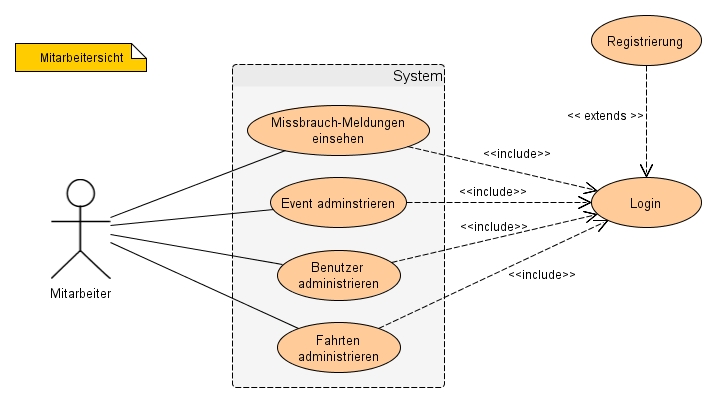 Mitarbeitersicht
Registrierung
System
<< extends >>
Missbrauch-Meldungen
einsehen
<<include>>
Event adminstrieren
<<include>>
Login
<<include>>
Benutzer
administrieren
<<include>>
Mitarbeiter
Fahrten
administrieren